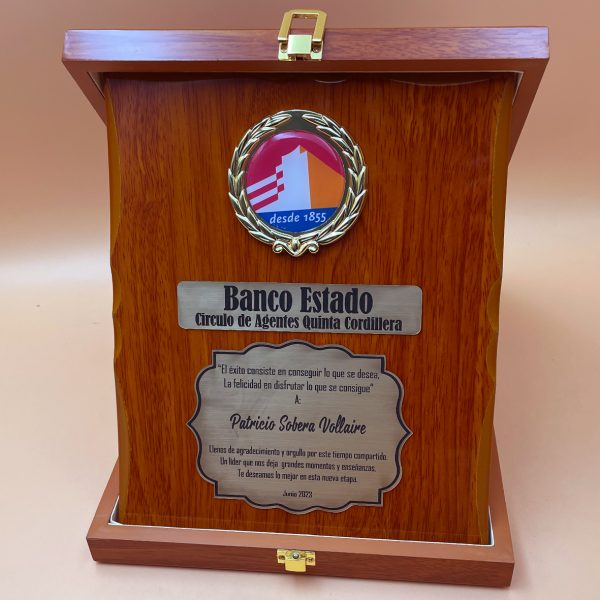 desde 1855
Banco Estado
Circulo de Agentes Quinta Cordillera
"El éxito consiste en conseguir lo que se desea,
La felicidad en disfrutar lo que se consigue"
A:
Patricio Sobera Vollaire
Llenos de agradecimiento y orgullo por este tiempo compartido.
Un líder que nos deja grandes momentos y enseñanzas.
Te deseamos lo mejor en esta nueva etapa.
Junio 2023